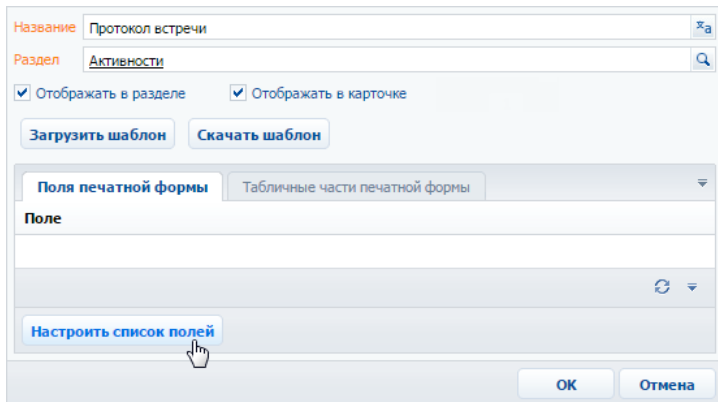 Название Протокол встречи
Раздел Активности
Отображать в разделе Отображать в карточке
Загрузить шаблон Скачать шаблон
Поля печатной формы Табличные части печатной формы
Поле
Настроить список полей
ОК Отмена